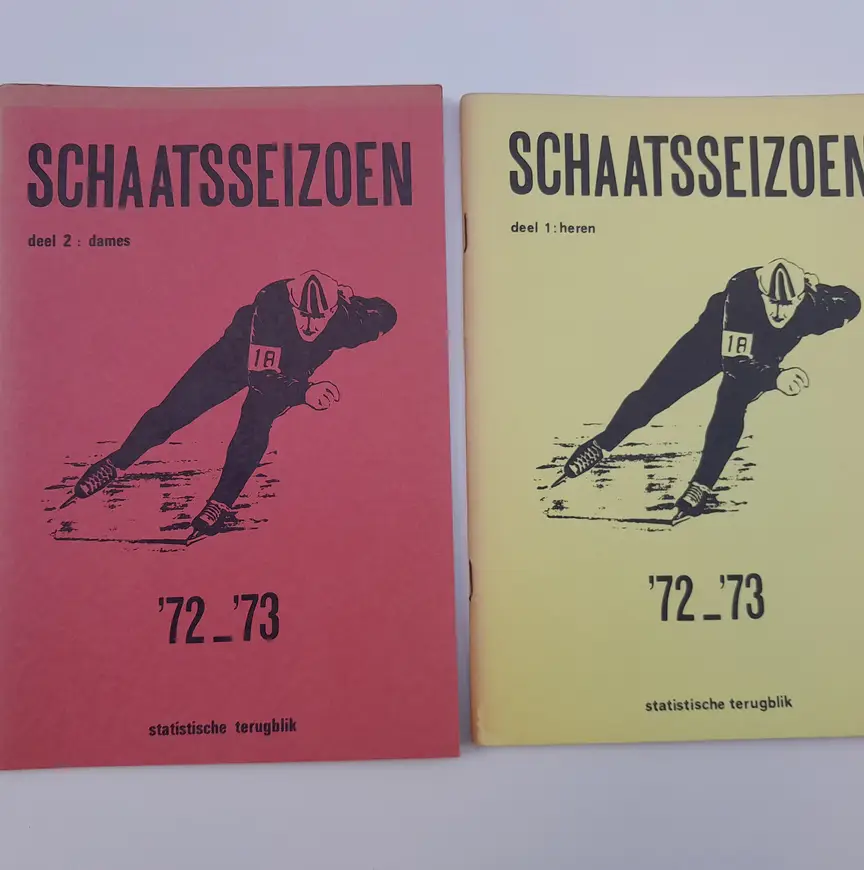 SCHAATSSEIZOEN
deel 2 : dames
18
'72_'73
statistische terugblik
SCHAATSSEIZOEN
deel 1 : heren
18
'72_'73
statistische terugblik